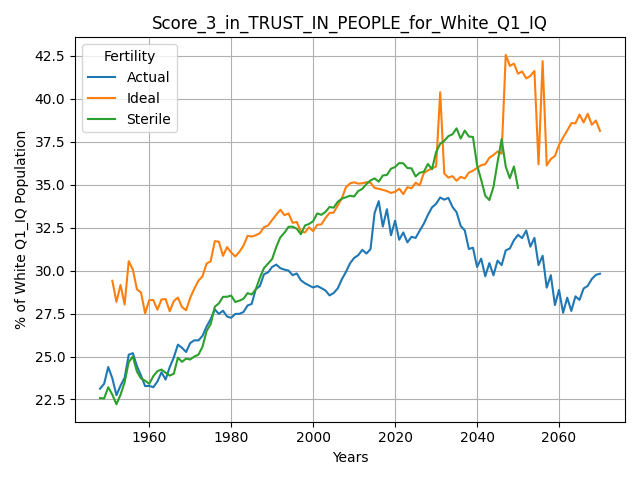 Score_3_in_TRUST_IN_PEOPLE_for_White_Q1_IQ
Fertility
Actual
Ideal
Sterile
% of White Q1_IQ Population
42.5
40.0
37.5
35.0
32.5
30.0
27.5
25.0
22.5
1960 1980 2000 2020 2040 2060
Years